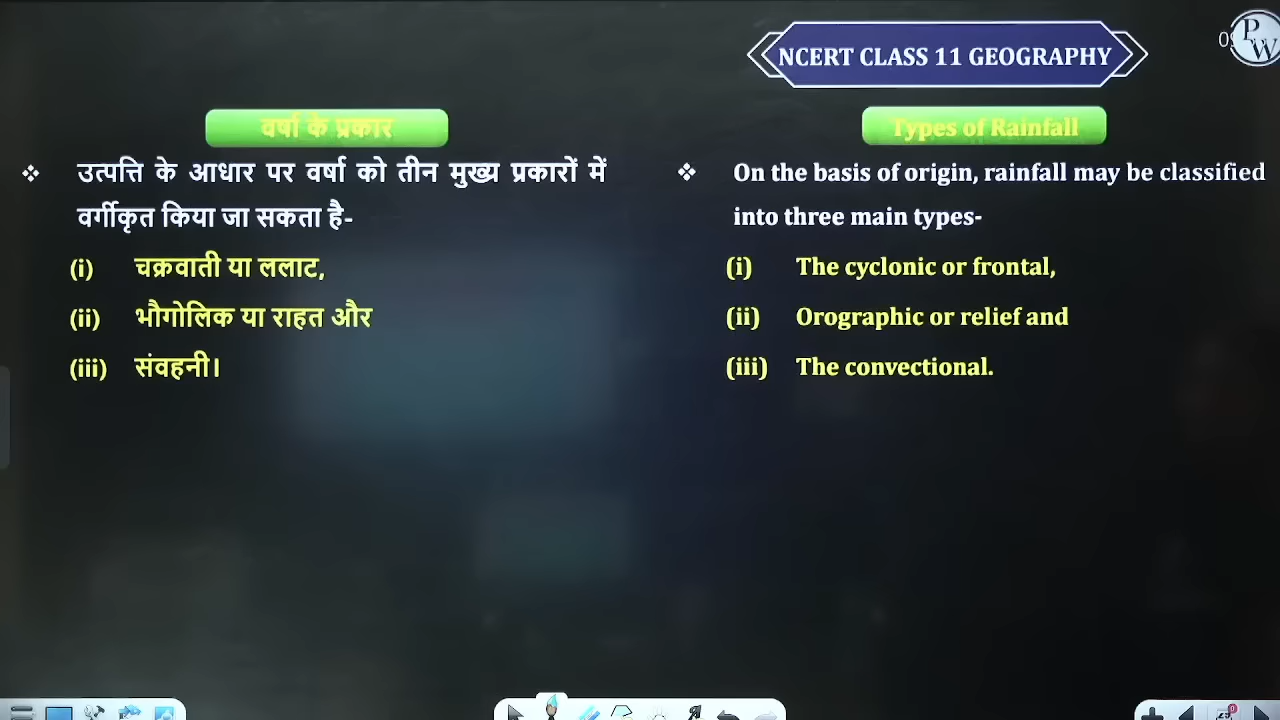 NCERT CLASS 11 GEOGRAPHY
PW
वर्षा के प्रकार
❖ उत्पत्ति के आधार पर वर्षा को तीन मुख्य प्रकारों में
वर्गीकृत किया जा सकता है-
(i) चक्रवाती या ललाट,
(ii) भौगोलिक या राहत और
(iii) संवहनी।
Types of Rainfall
❖ On the basis of origin, rainfall may be classified
into three main types-
(i) The cyclonic or frontal,
(ii) Orographic or relief and
(iii) The convectional.